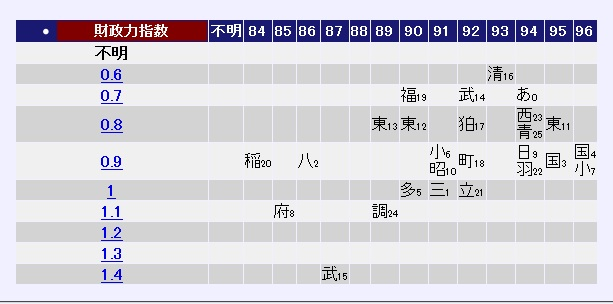 ● 財政力指数 不明 84 85 86 87 88 89 90 91 92 93 94 95 96
不明
0.6 清16
0.7 福19 武14 あ0
0.8 東13 東12 狛17 西23 東11
青25
0.9 稲20 八2 小6 町18 日9 国3 国4
昭10 羽22 小7
1 多5 三1 立21
1.1 府8 調24
1.2
1.3
1.4 武15